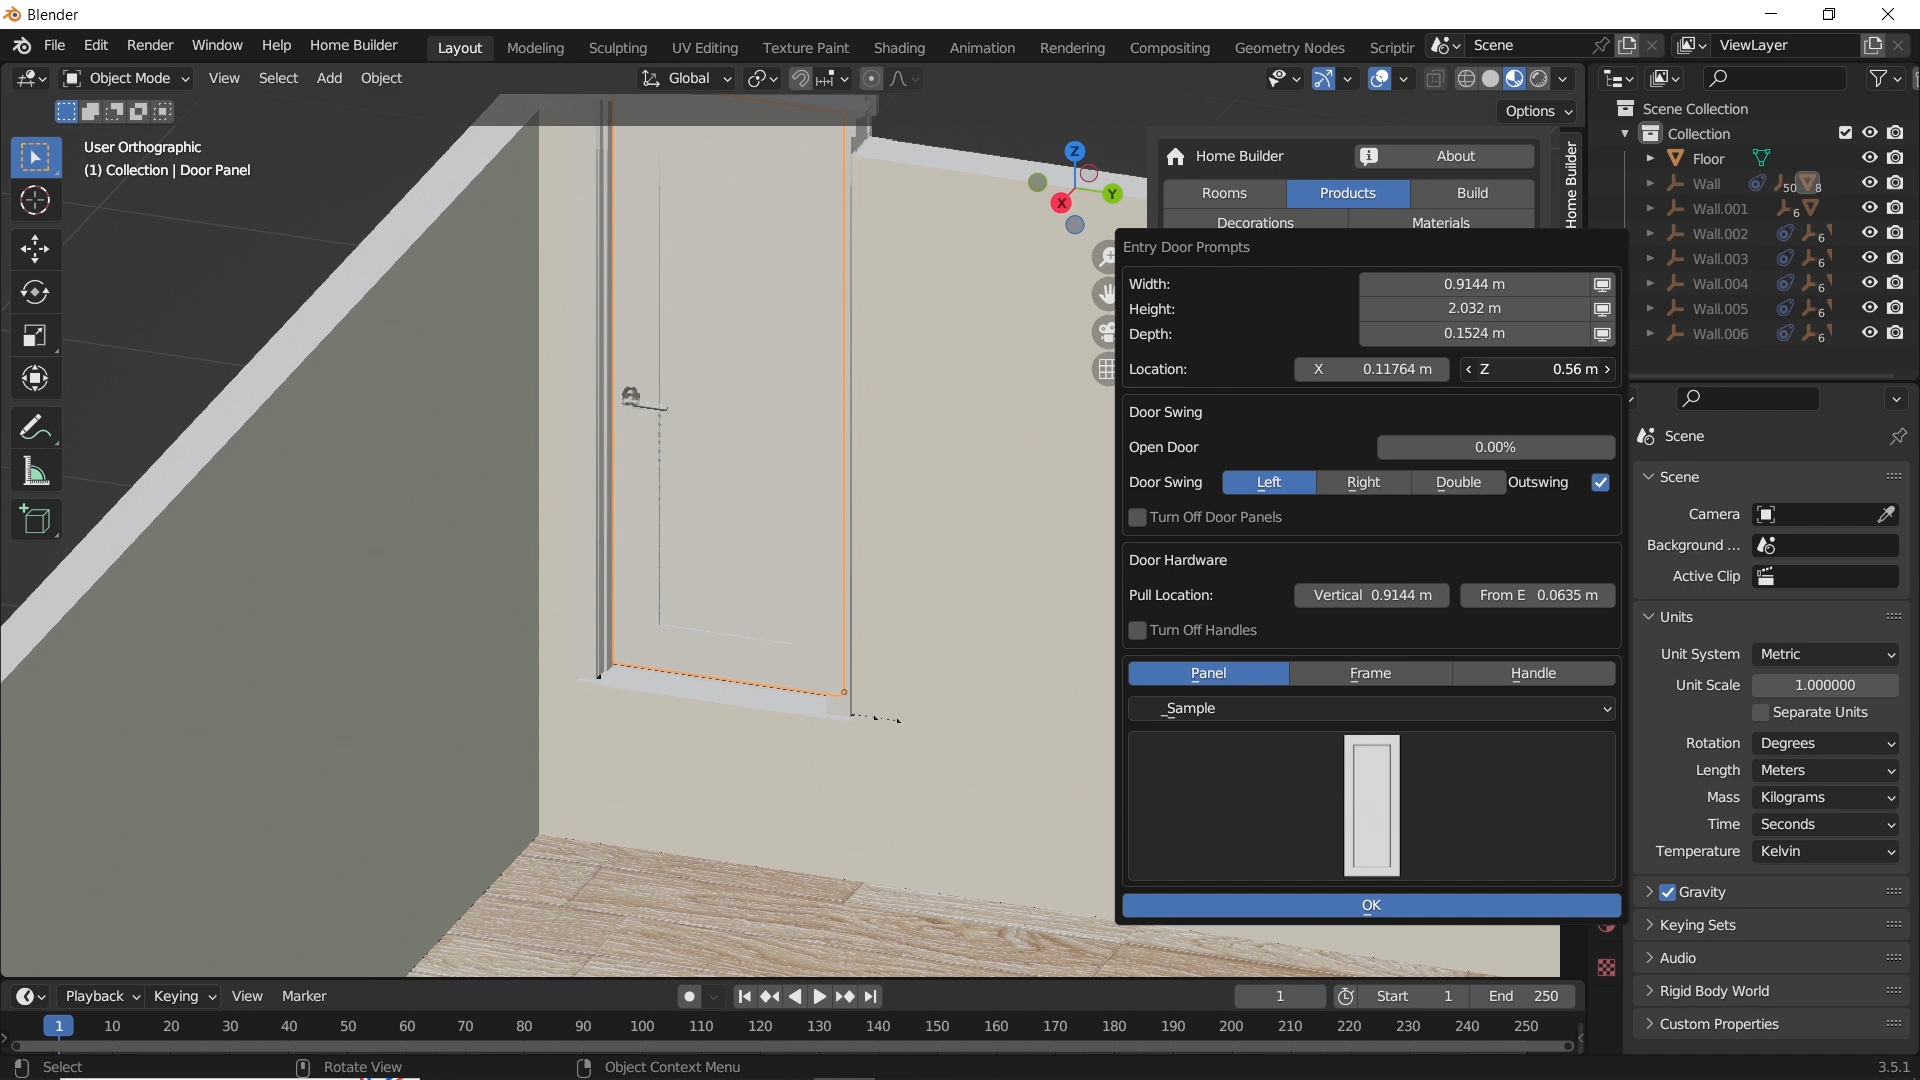 Blender
File Edit Render Window Help Home Builder Layout Modeling Sculpting UV Editing Texture Paint Shading Animation Rendering Compositing Geometry Nodes Scriptir Scene ViewLayer
Object Mode View Select Add Object Global
Options
User Orthographic
(1) Collection | Door Panel
Z
Y
X
Home Builder About
Rooms Products Build
Decorations Materials
Home Builder
Scene Collection
Collection
Floor
Wall 50 8
Wall.001 6
Wall.002 6
Wall.003 6
Wall.004 6
Wall.005 6
Wall.006 6
Entry Door Prompts
Width: 0.9144 m
Height: 2.032 m
Depth: 0.1524 m
Location: X 0.11764 m Z 0.56 m
Door Swing
Open Door 0.00%
Door Swing Left Right Double Outswing
Turn Off Door Panels
Door Hardware
Pull Location: Vertical 0.9144 m From E 0.0635 m
Turn Off Handles
Panel Frame Handle
_Sample
OK
Scene
Scene
Camera
Background ...
Active Clip
Units
Unit System Metric
Unit Scale 1.000000
Separate Units
Rotation Degrees
Length Meters
Mass Kilograms
Time Seconds
Temperature Kelvin
Gravity
Keying Sets
Audio
Rigid Body World
Custom Properties
Playback Keying View Marker 1 Start 1 End 250
1 10 20 30 40 50 60 70 80 90 100 110 120 130 140 150 160 170 180 190 200 210 220 230 240 250
Select Rotate View Object Context Menu 3.5.1